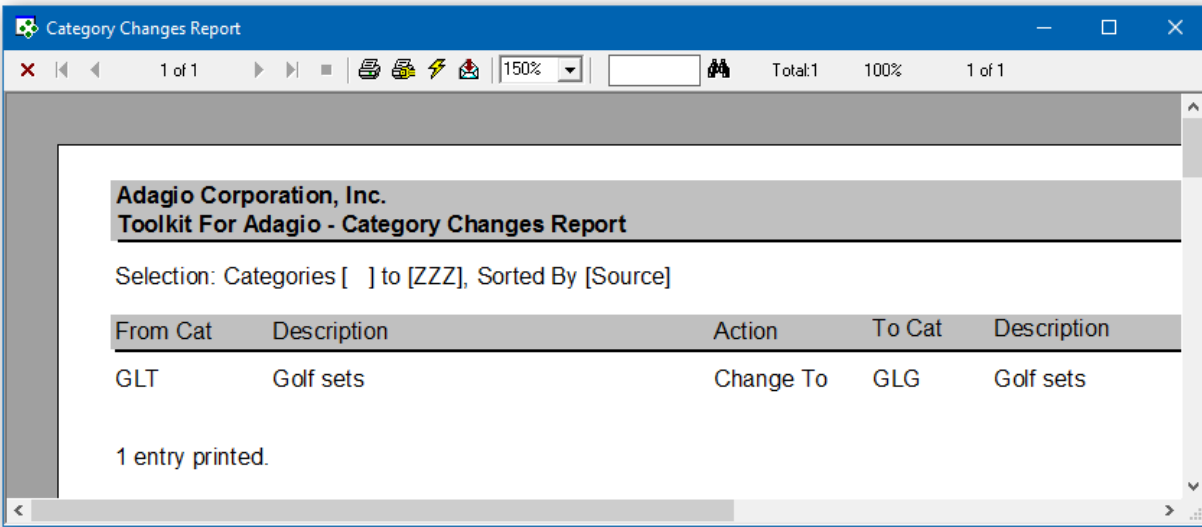 Category Changes Report
1 of 1 150% Total:1 100% 1 of 1
Adagio Corporation, Inc.
Toolkit For Adagio - Category Changes Report
Selection: Categories [   ] to [ZZZ], Sorted By [Source]
From Cat Description Action To Cat Description
GLT Golf sets Change To GLG Golf sets
1 entry printed.